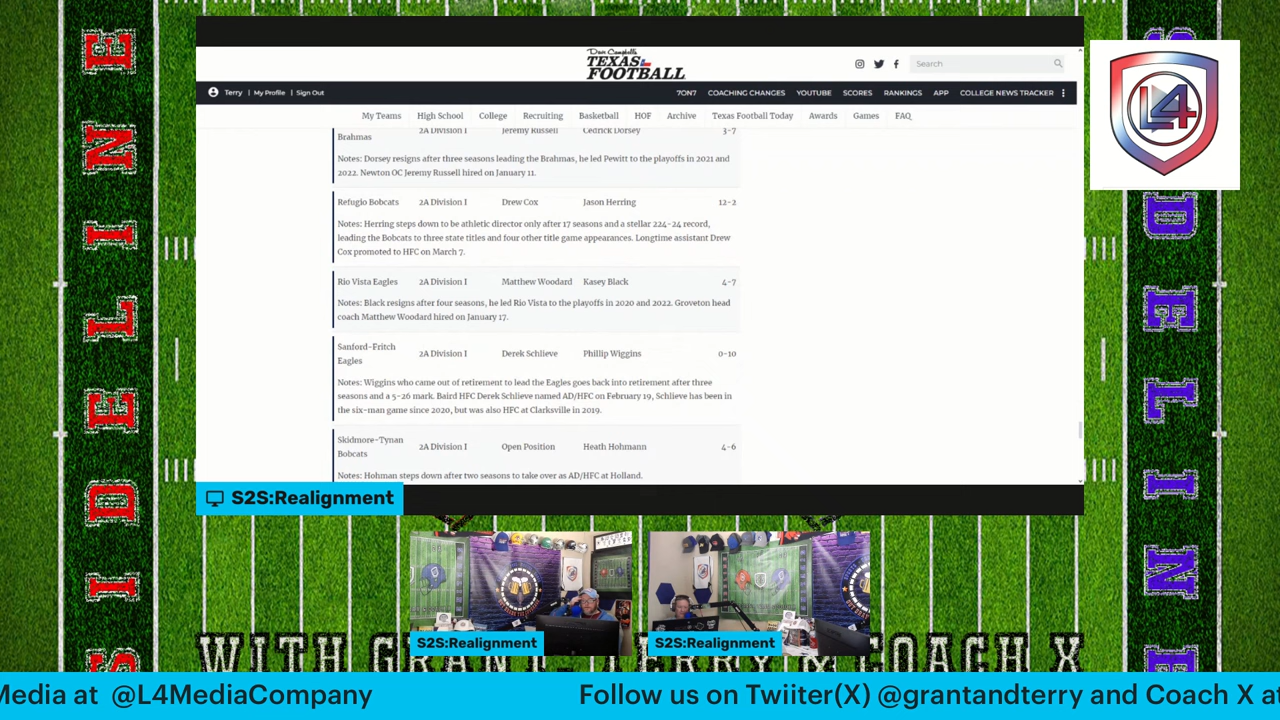 Dave Campbell's
TEXAS
FOOTBALL
Search
Terry | My Profile | Sign Out
7ON7 COACHING CHANGES YOUTUBE SCORES RANKINGS APP COLLEGE NEWS TRACKER
My Teams High School College Recruiting Basketball HOF Archive Texas Football Today Awards Games FAQ
Brahmas 2A Division I Jeremy Russell Cedrick Dorsey 3-7
Notes: Dorsey resigns after three seasons leading the Brahmas, he led Pewitt to the playoffs in 2021 and
2022. Newton OC Jeremy Russell hired on January 11.
Refugio Bobcats 2A Division I Drew Cox Jason Herring 12-2
Notes: Herring steps down to be athletic director only after 17 seasons and a stellar 224-24 record,
leading the Bobcats to three state titles and four other title game appearances. Longtime assistant Drew
Cox promoted to HFC on March 7.
Rio Vista Eagles 2A Division I Matthew Woodard Kasey Black 4-7
Notes: Black resigns after four seasons, he led Rio Vista to the playoffs in 2020 and 2022. Groveton head
coach Matthew Woodard hired on January 17.
Sanford-Fritch
Eagles 2A Division I Derek Schlieve Phillip Wiggins 0-10
Notes: Wiggins who came out of retirement to lead the Eagles goes back into retirement after three
seasons and a 5-26 mark. Baird HFC Derek Schlieve named AD/HFC on February 19, Schlieve has been in
the six-man game since 2020, but was also HFC at Clarksville in 2019.
Skidmore-Tynan
Bobcats 2A Division I Open Position Heath Hohmann 4-6
Notes: Hohman steps down after two seasons to take over as AD/HFC at Holland.
S2S:Realignment
L4
SIDELINE
SIDELINE
S2S:Realignment
S2S:Realignment
WITH GRANT, TERRY & COACH X
Media at @L4MediaCompany Follow us on Twiiter(X) @grantandterry and Coach X at